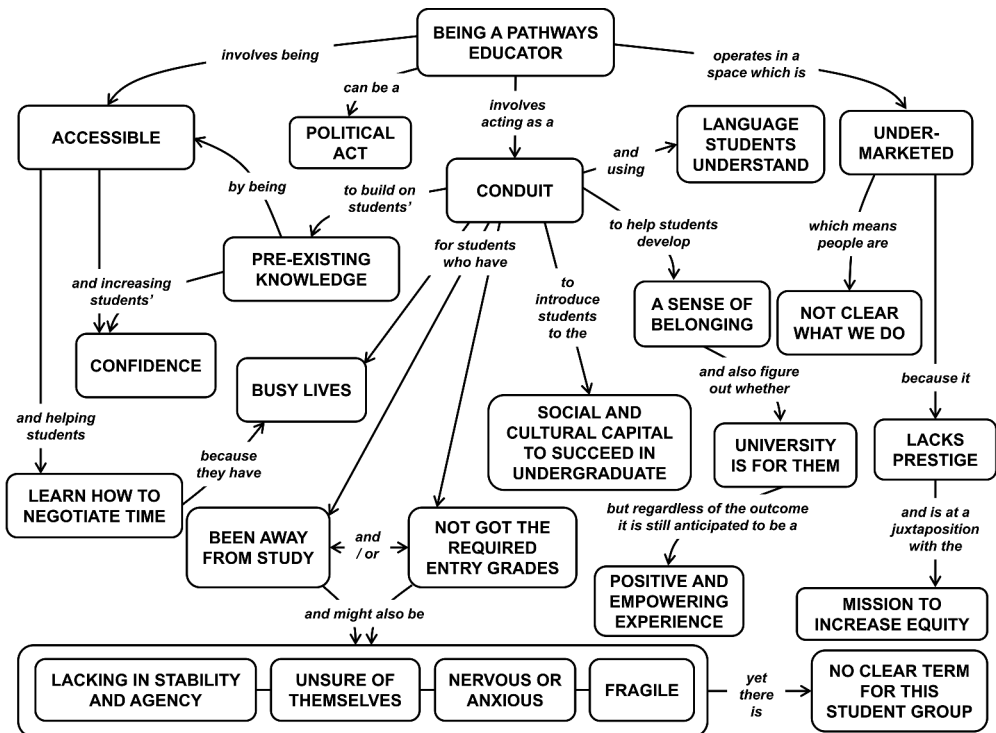 BEING A PATHWAYS
EDUCATOR
involves being
can be a
involves
acting as a
operates in a
space which is
ACCESSIBLE
POLITICAL
ACT
LANGUAGE
STUDENTS
UNDERSTAND
UNDER-
MARKETED
and
using
by being
to build on
students’
CONDUIT
for students
who have
to help students
develop
which means
people are
PRE-EXISTING
KNOWLEDGE
and increasing
students’
to
introduce
students
to the
A SENSE OF
BELONGING
NOT CLEAR
WHAT WE DO
CONFIDENCE
BUSY LIVES
and also figure
out whether
because it
and helping
students
because
they have
SOCIAL AND
CULTURAL CAPITAL
TO SUCCEED IN
UNDERGRADUATE
UNIVERSITY
IS FOR THEM
LACKS
PRESTIGE
LEARN HOW TO
NEGOTIATE TIME
but regardless of the outcome
it is still anticipated to be a
and is at a
juxtaposition
with the
BEEN AWAY
FROM STUDY
and
/ or
NOT GOT THE
REQUIRED
ENTRY GRADES
POSITIVE AND
EMPOWERING
EXPERIENCE
MISSION TO
INCREASE EQUITY
and might also be
LACKING IN STABILITY
AND AGENCY
UNSURE OF
THEMSELVES
NERVOUS OR
ANXIOUS
FRAGILE
yet
there
is
NO CLEAR TERM
FOR THIS
STUDENT GROUP